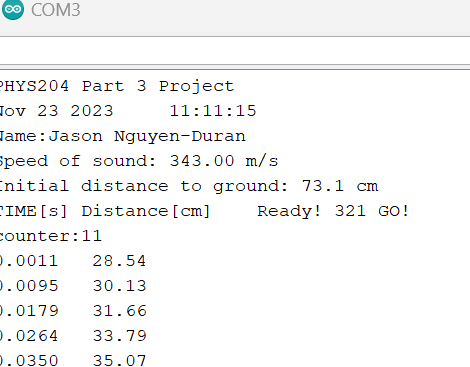 COM3
PHYS204 Part 3 Project
Nov 23 2023     11:11:15
Name:Jason Nguyen-Duran
Speed of sound: 343.00 m/s
Initial distance to ground: 73.1 cm
TIME[s] Distance[cm]    Ready! 321 GO!
counter:11
0.0011   28.54
0.0095   30.13
0.0179   31.66
0.0264   33.79
0.0350   35.07